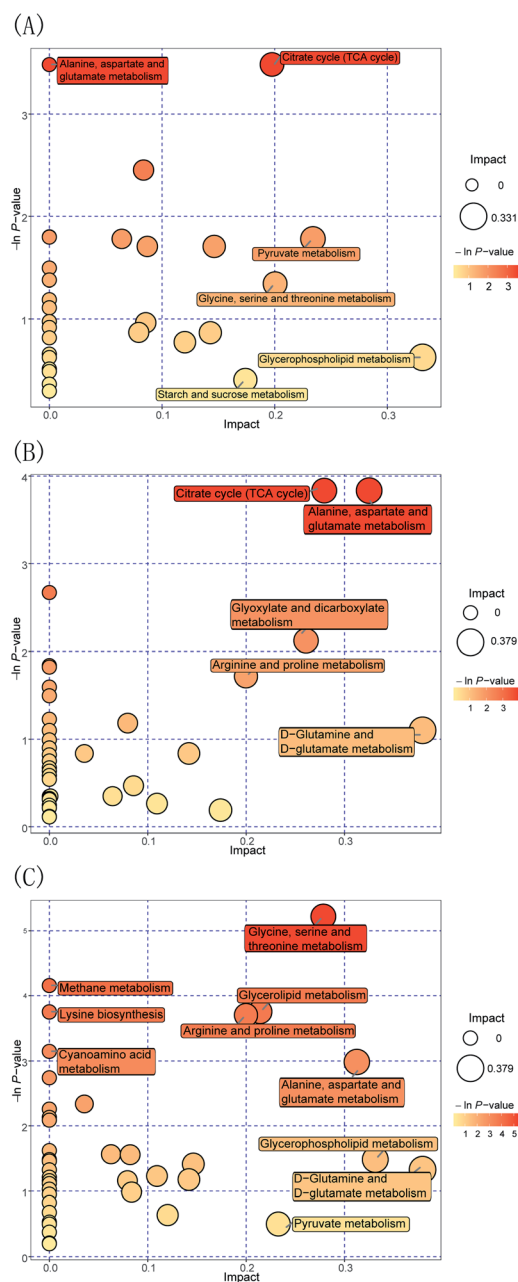 (A)
Alanine, aspartate and
glutamate metabolism
Citrate cycle (TCA cycle)
Pyruvate metabolism
Glycine, serine and threonine metabolism
Glycerophospholipid metabolism
Starch and sucrose metabolism
3
2
1
−ln P−value
0.0
0.1
0.2
0.3
Impact
Impact
0
0.331
− ln P−value
1 2 3
(B)
Citrate cycle (TCA cycle)
Alanine, aspartate and
glutamate metabolism
Glyoxylate and dicarboxylate
metabolism
Arginine and proline metabolism
D−Glutamine and
D−glutamate metabolism
4
3
2
1
0
−ln P−value
0.0
0.1
0.2
0.3
Impact
Impact
0
0.379
− ln P−value
1 2 3
(C)
Glycine, serine and
threonine metabolism
Methane metabolism
Glycerolipid metabolism
Lysine biosynthesis
Arginine and proline metabolism
Cyanoamino acid
metabolism
Alanine, aspartate and
glutamate metabolism
Glycerophospholipid metabolism
D−Glutamine and
D−glutamate metabolism
Pyruvate metabolism
5
4
3
2
1
0
−ln P−value
0.0
0.1
0.2
0.3
Impact
Impact
0
0.379
− ln P−value
1 2 3 4 5